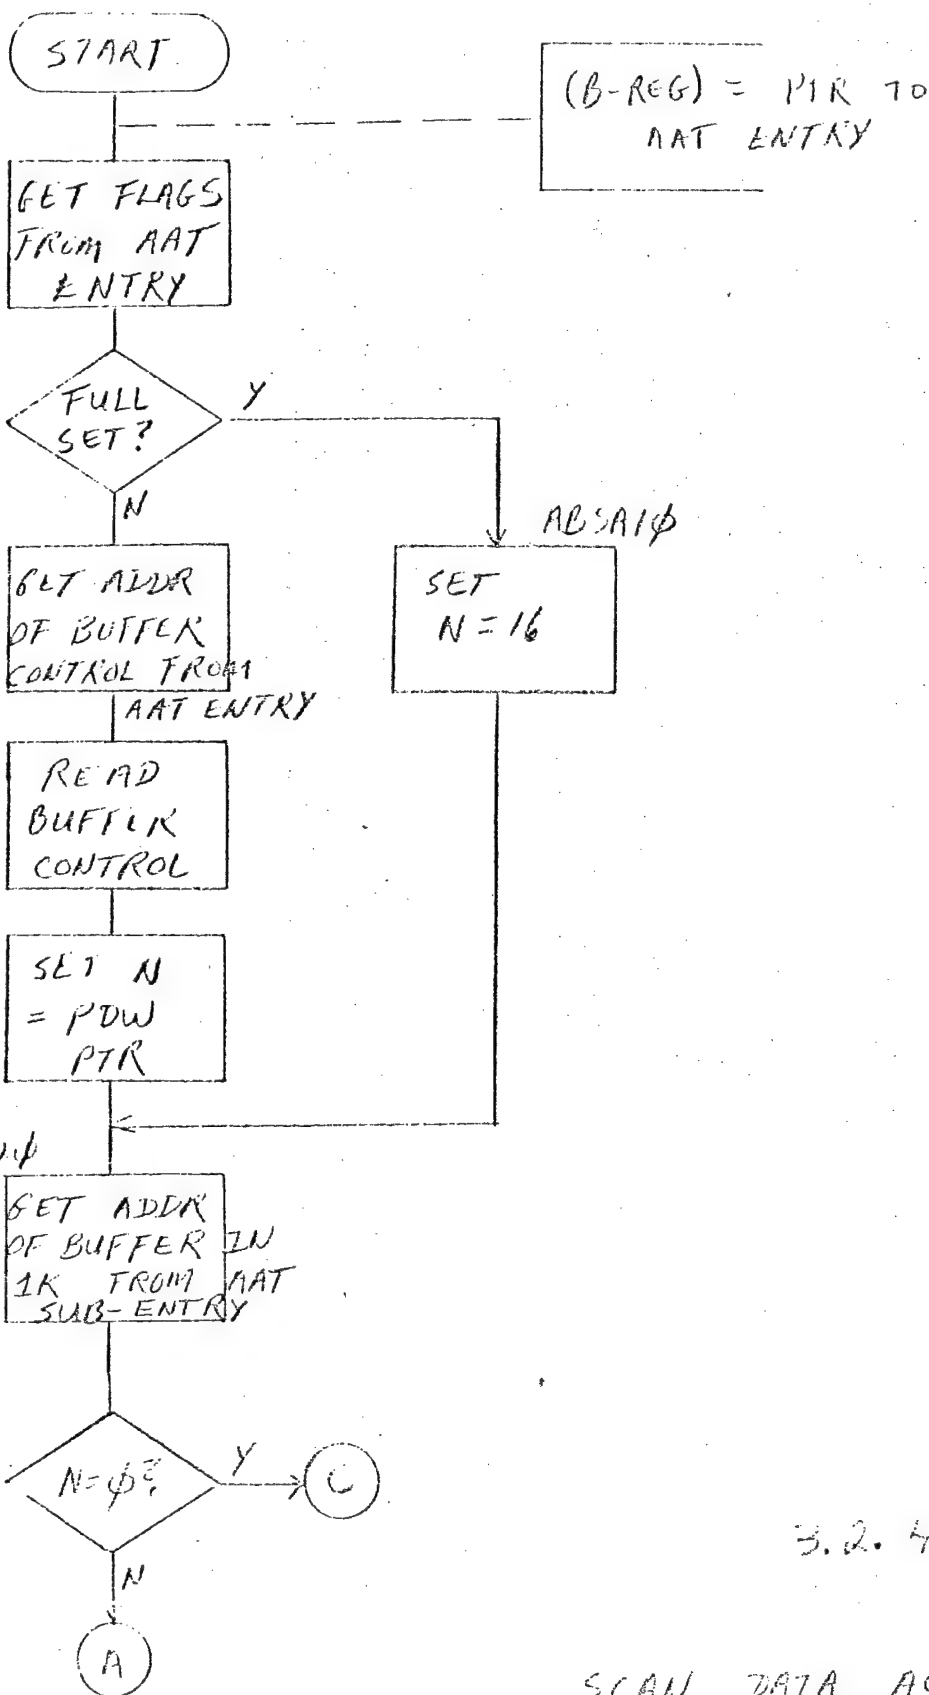 START
(B-REG) = PTR TO
AAT ENTRY
GET FLAGS
FROM AAT
ENTRY
FULL
SET?
Y
N
ABSA1φ
GET ADDR
OF BUFFER
CONTROL FROM
AAT ENTRY
SET
N = 16
READ
BUFFER
CONTROL
SET N
= PDW
PTR
GET ADDR
OF BUFFER IN
1K FROM AAT
SUB-ENTRY
N=φ?
Y
C
N
A
3.2.4
SCAN DATA